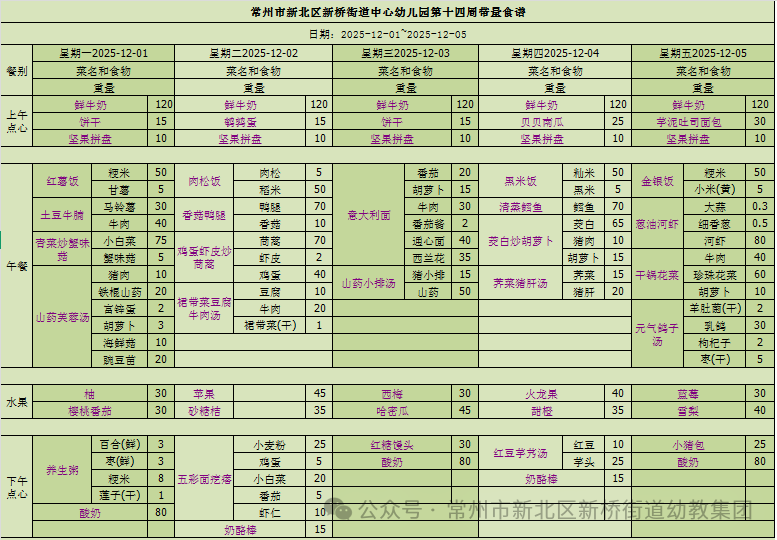 常州市新北区新桥街道中心幼儿园第十四周带量食谱
日期: 2025-12-01~2025-12-05
餐别 星期一2025-12-01 星期二2025-12-02 星期三2025-12-03 星期四2025-12-04 星期五2025-12-05
菜名和食物 菜名和食物 菜名和食物 菜名和食物 菜名和食物
重量 重量 重量 重量 重量
上午点心 鲜牛奶 120 鲜牛奶 120 鲜牛奶 120 鲜牛奶 120 鲜牛奶 120
饼干 15 鹌鹑蛋 15 饼干 15 贝贝南瓜 25 芋泥吐司面包 30
坚果拼盘 10 坚果拼盘 10 坚果拼盘 10 坚果拼盘 10 坚果拼盘 10
午餐 红薯饭 粳米 50 肉松饭 肉松 5 意大利面 番茄 20 黑米饭 籼米 50 金银饭 粳米 50
甘薯 5 稻米 50 胡萝卜 15 黑米 5 小米(黄) 5
土豆牛腩 马铃薯 30 香菇鸭腿 鸭腿 70 牛肉 30 清蒸鳕鱼 鳕鱼 70 葱油河虾 大蒜 0.3
牛肉 40 香菇 10 番茄酱 2 茭白炒胡萝卜 茭白 65 细香葱 0.5
青菜炒蟹味菇 小白菜 75 鸡蛋虾皮炒茼蒿 茼蒿 70 通心面 40 猪肉 10 河虾 80
蟹味菇 5 虾皮 2 西兰花 35 胡萝卜 15 干锅花菜 牛肉 40
山药芙蓉汤 猪肉 10 鸡蛋 40 山药小排汤 猪小排 15 荠菜猪肝汤 荠菜 15 珍珠花菜 60
铁棍山药 20 裙带菜豆腐牛肉汤 豆腐 10 山药 50 猪肝 20 胡萝卜 10
富锌蛋 2 牛肉 20 元气鸽子汤 羊肚菌(干) 2
胡萝卜 3 裙带菜(干) 1 乳鸽 30
海鲜菇 10 枸杞子 2
豌豆苗 20 枣(干) 5
水果 柚 30 苹果 45 西梅 30 火龙果 40 蓝莓 30
樱桃番茄 30 砂糖桔 35 哈密瓜 45 甜橙 35 雪梨 40
下午点心 养生粥 百合(鲜) 3 五彩面疙瘩 小麦粉 25 红糖馒头 30 红豆芋艿汤 红豆 10 小猪包 25
枣(鲜) 3 鸡蛋 5 酸奶 80 芋头 25 酸奶 80
粳米 8 小白菜 20 奶酪棒 15
莲子(干) 1 番茄 5
酸奶 80 虾仁 10
奶酪棒 15
公众号 · 常州市新北区新桥街道幼教集团